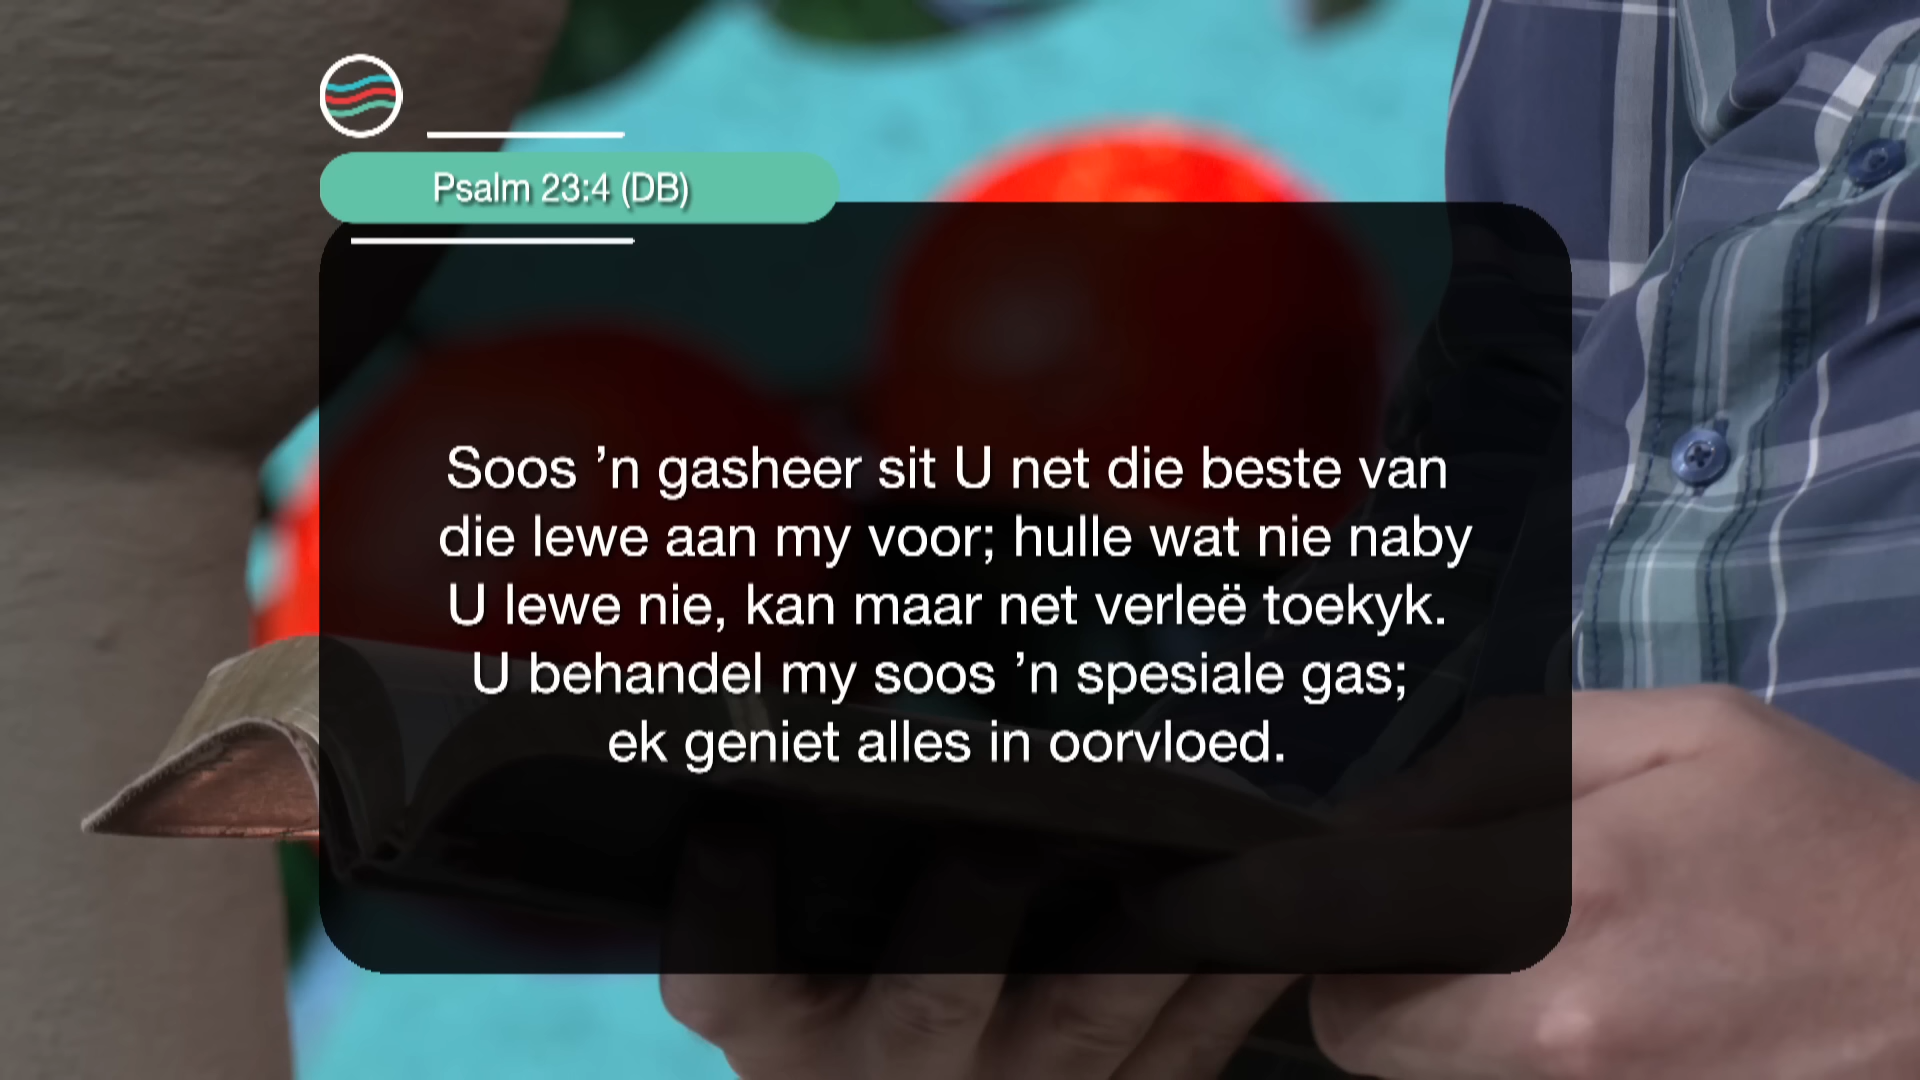 Psalm 23:4 (DB)
Soos ’n gasheer sit U net die beste van
die lewe aan my voor; hulle wat nie naby
U lewe nie, kan maar net verleë toekyk.
U behandel my soos ’n spesiale gas;
ek geniet alles in oorvloed.